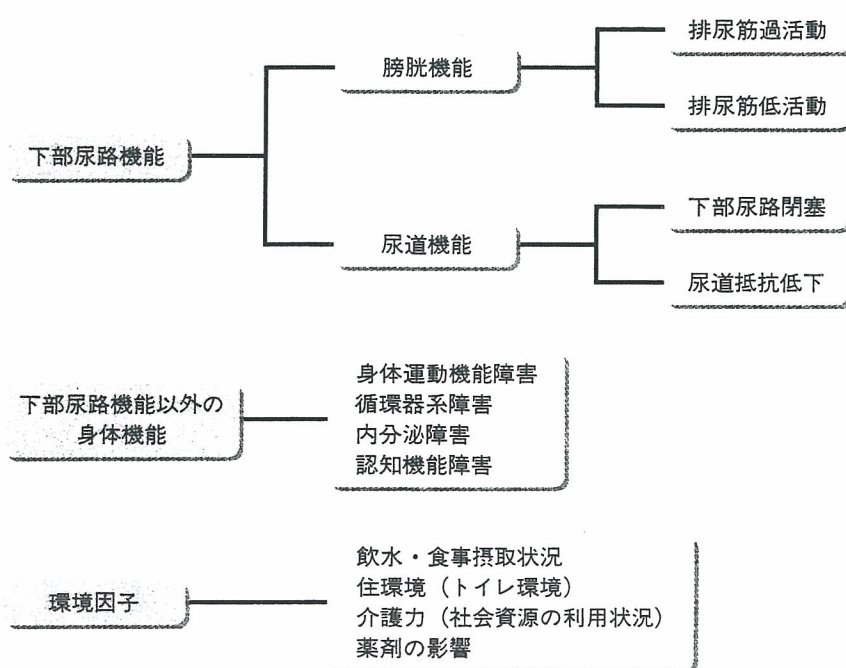 排尿筋過活動
膀胱機能
排尿筋低活動
下部尿路機能
下部尿路閉塞
尿道機能
尿道抵抗低下
下部尿路機能以外の
身体機能
身体運動機能障害
循環器系障害
内分泌障害
認知機能障害
環境因子
飲水・食事摂取状況
住環境（トイレ環境）
介護力（社会資源の利用状況）
薬剤の影響